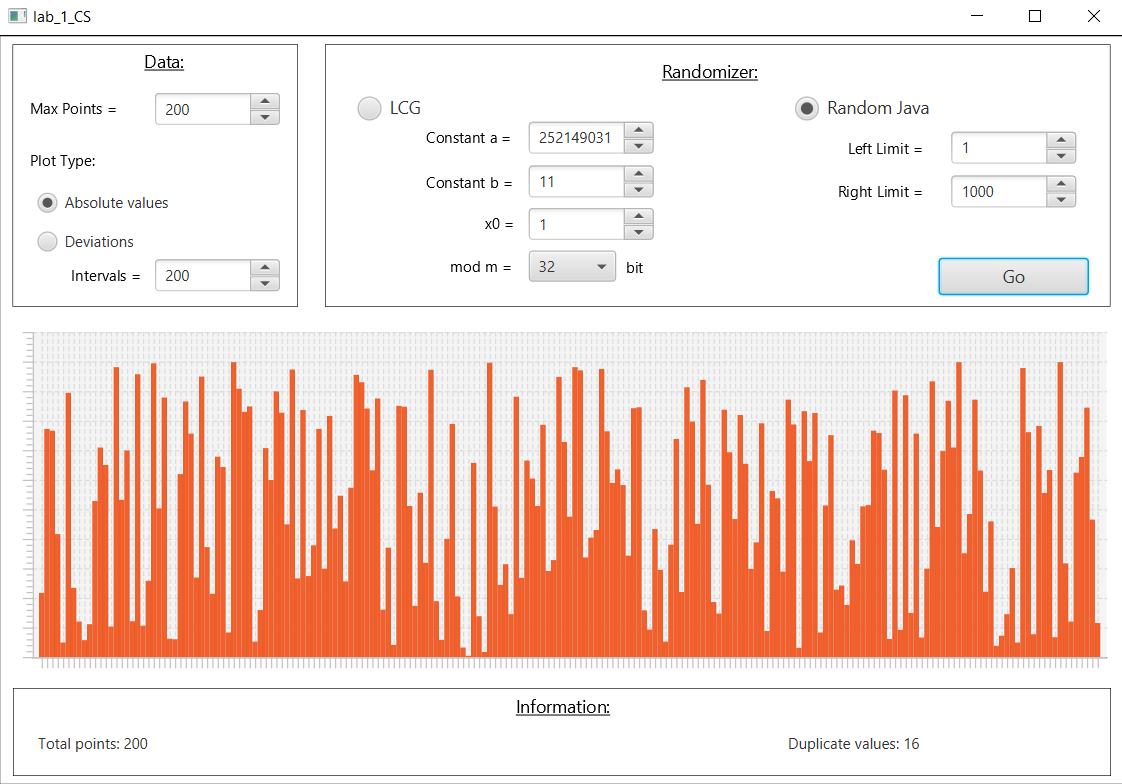 lab_1_CS
Data:
Max Points = 200
Plot Type:
Absolute values
Deviations
Intervals = 200
Randomizer:
LCG
Constant a = 252149031
Constant b = 11
x0 = 1
mod m = 32 bit
Random Java
Left Limit = 1
Right Limit = 1000
Go
Information:
Total points: 200
Duplicate values: 16